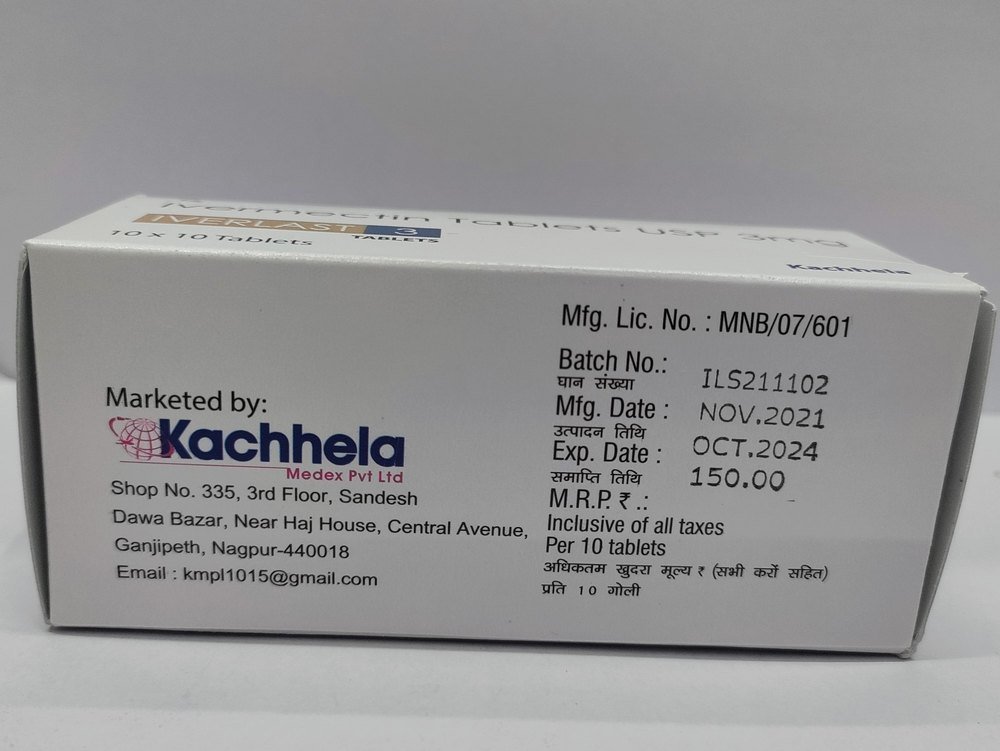 Ivermectin Tablets USP 3mg
IVERLAST 3
TABLETS
10 x 10 Tablets
Kachhela
Marketed by:
Kachhela
Medex Pvt Ltd
Shop No. 335, 3rd Floor, Sandesh
Dawa Bazar, Near Haj House, Central Avenue,
Ganjipeth, Nagpur-440018
Email : kmpl1015@gmail.com
Mfg. Lic. No. : MNB/07/601
Batch No.: ILS211102
घान संख्या
Mfg. Date : NOV.2021
उत्पादन तिथि
Exp. Date : OCT.2024
समाप्ति तिथि
M.R.P. ₹ .: 150.00
Inclusive of all taxes
Per 10 tablets
अधिकतम खुदरा मूल्य ₹ (सभी करों सहित)
प्रति 10 गोली